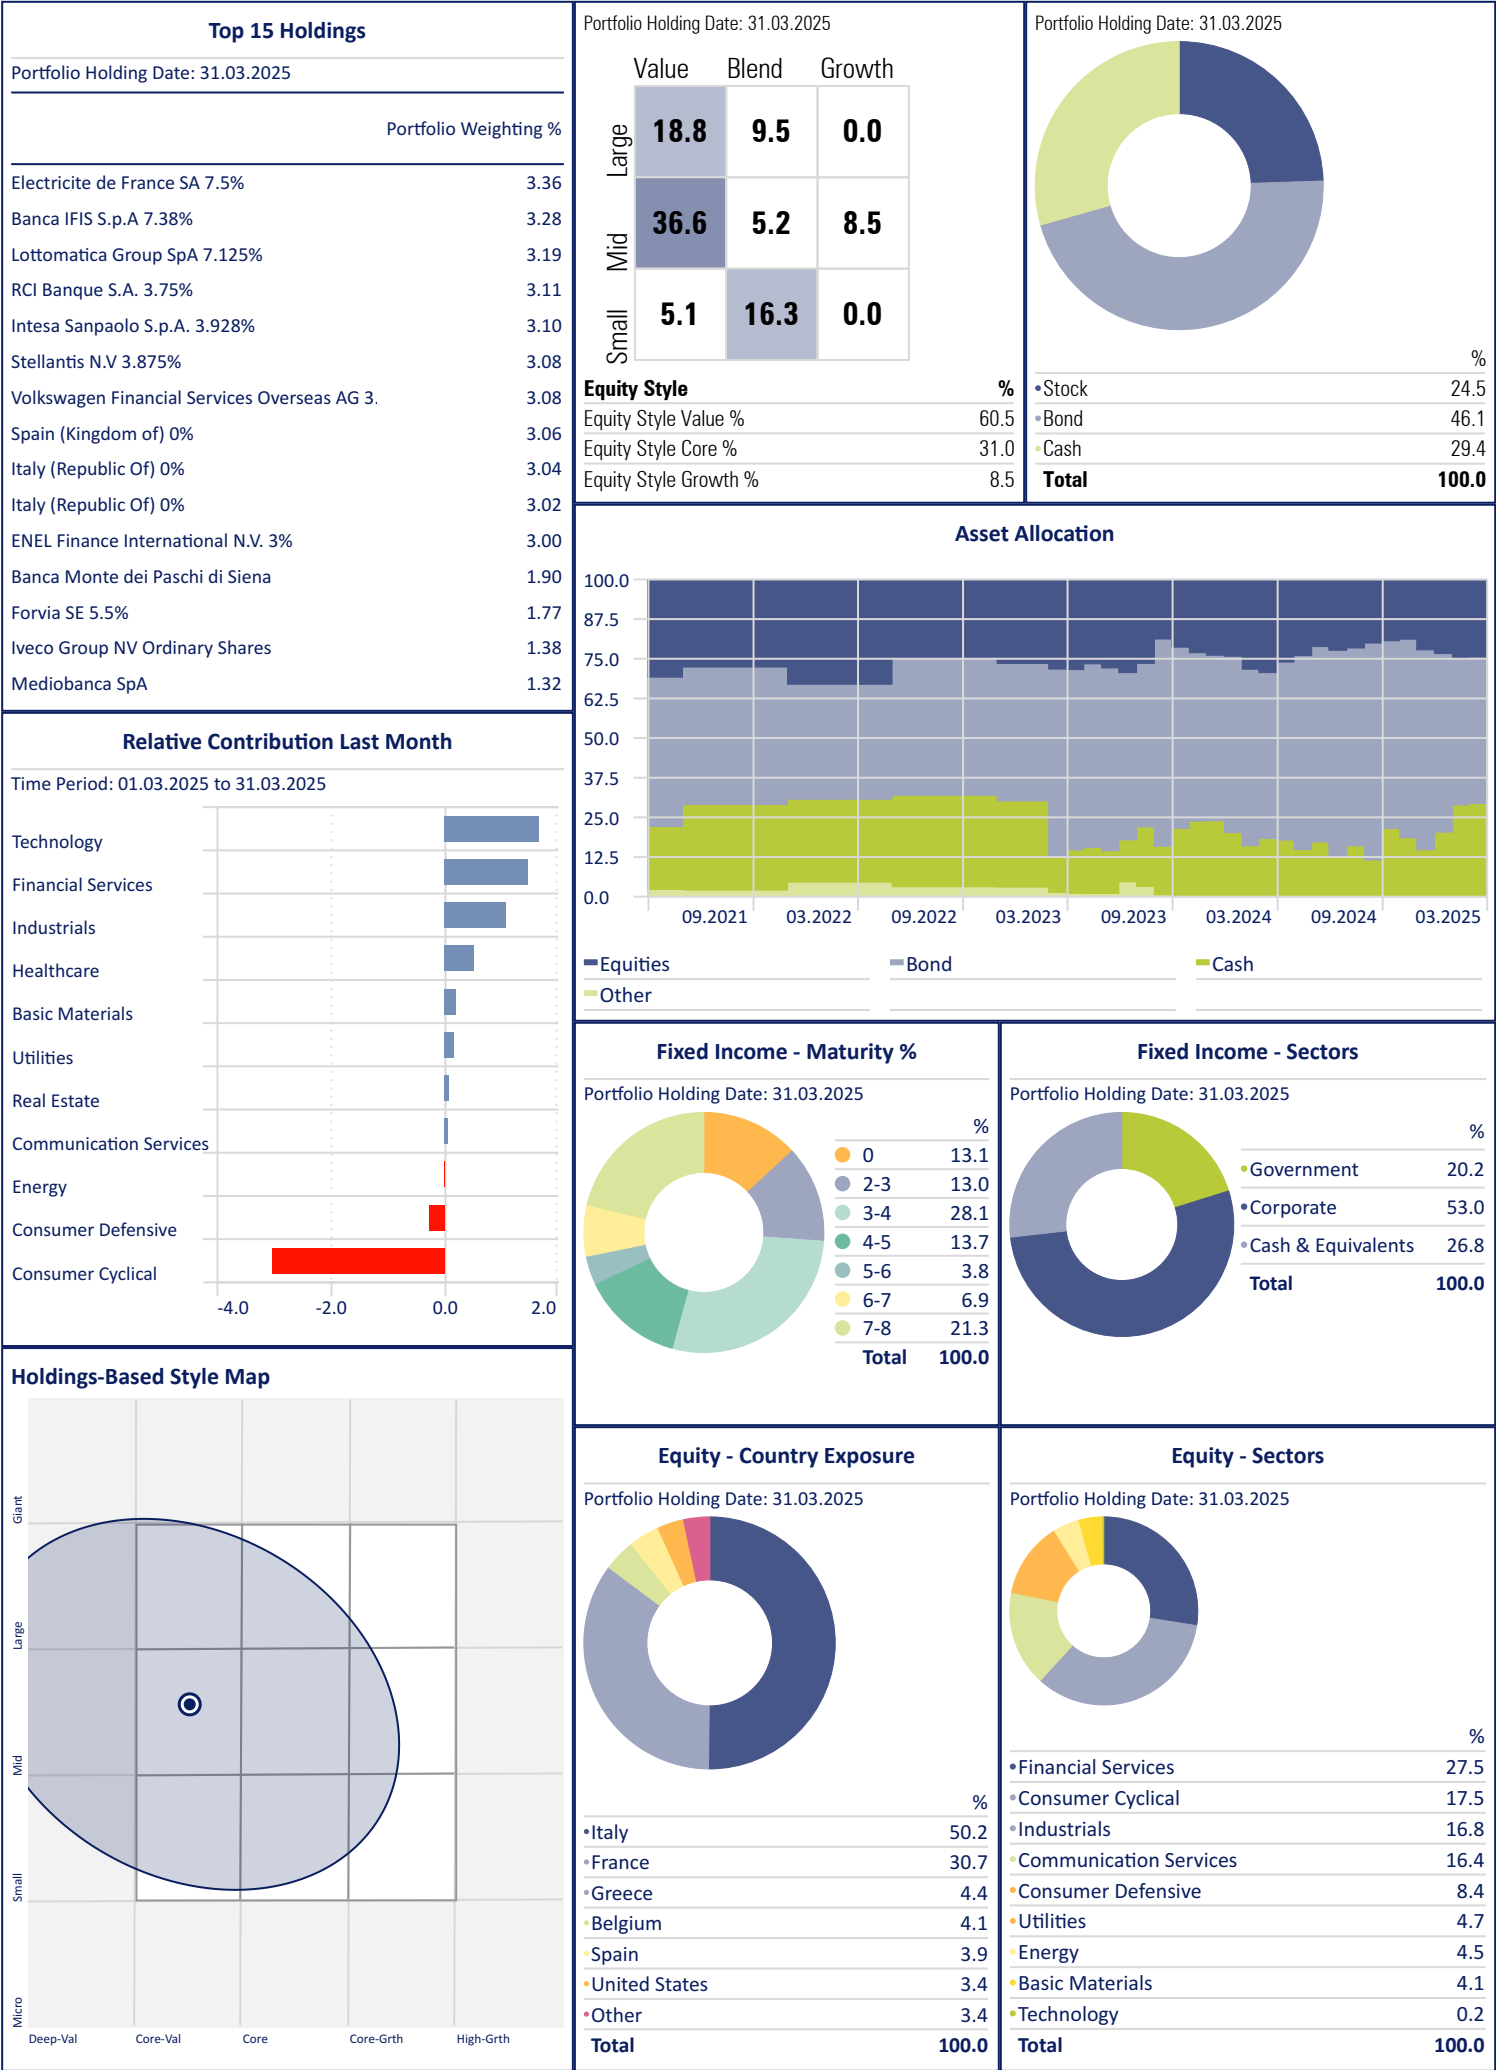 Top 15 Holdings
Portfolio Holding Date: 31.03.2025
Portfolio Weighting %
Electricite de France SA 7.5% 3.36
Banca IFIS S.p.A 7.38% 3.28
Lottomatica Group SpA 7.125% 3.19
RCI Banque S.A. 3.75% 3.11
Intesa Sanpaolo S.p.A. 3.928% 3.10
Stellantis N.V 3.875% 3.08
Volkswagen Financial Services Overseas AG 3. 3.08
Spain (Kingdom of) 0% 3.06
Italy (Republic Of) 0% 3.04
Italy (Republic Of) 0% 3.02
ENEL Finance International N.V. 3% 3.00
Banca Monte dei Paschi di Siena 1.90
Forvia SE 5.5% 1.77
Iveco Group NV Ordinary Shares 1.38
Mediobanca SpA 1.32
Portfolio Holding Date: 31.03.2025
Value Blend Growth
Large 18.8 9.5 0.0
Mid 36.6 5.2 8.5
Small 5.1 16.3 0.0
Equity Style %
Equity Style Value % 60.5
Equity Style Core % 31.0
Equity Style Growth % 8.5
Portfolio Holding Date: 31.03.2025
%
Stock 24.5
Bond 46.1
Cash 29.4
Total 100.0
Asset Allocation
100.0
87.5
75.0
62.5
50.0
37.5
25.0
12.5
0.0
09.2021 03.2022 09.2022 03.2023 09.2023 03.2024 09.2024 03.2025
Equities Bond Cash
Other
Relative Contribution Last Month
Time Period: 01.03.2025 to 31.03.2025
Technology
Financial Services
Industrials
Healthcare
Basic Materials
Utilities
Real Estate
Communication Services
Energy
Consumer Defensive
Consumer Cyclical
-4.0 -2.0 0.0 2.0
Fixed Income - Maturity %
Portfolio Holding Date: 31.03.2025
%
0 13.1
2-3 13.0
3-4 28.1
4-5 13.7
5-6 3.8
6-7 6.9
7-8 21.3
Total 100.0
Fixed Income - Sectors
Portfolio Holding Date: 31.03.2025
%
Government 20.2
Corporate 53.0
Cash & Equivalents 26.8
Total 100.0
Holdings-Based Style Map
Giant
Large
Mid
Small
Micro
Deep-Val Core-Val Core Core-Grth High-Grth
Equity - Country Exposure
Portfolio Holding Date: 31.03.2025
%
Italy 50.2
France 30.7
Greece 4.4
Belgium 4.1
Spain 3.9
United States 3.4
Other 3.4
Total 100.0
Equity - Sectors
Portfolio Holding Date: 31.03.2025
%
Financial Services 27.5
Consumer Cyclical 17.5
Industrials 16.8
Communication Services 16.4
Consumer Defensive 8.4
Utilities 4.7
Energy 4.5
Basic Materials 4.1
Technology 0.2
Total 100.0